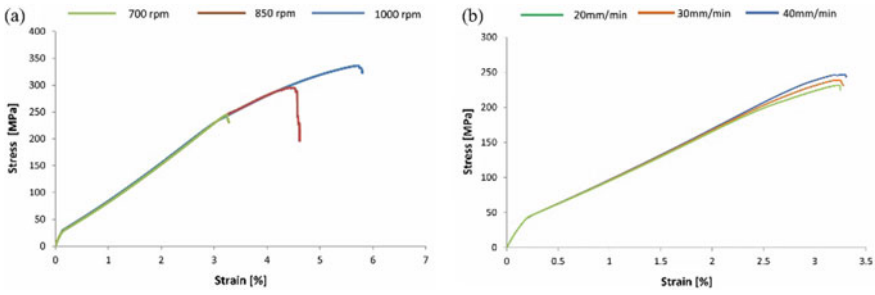 (a)
700 rpm 850 rpm 1000 rpm
400
350
300
250
200
150
100
50
0
Stress [MPa]
0 1 2 3 4 5 6 7
Strain [%]
(b)
20mm/min 30mm/min 40mm/min
300
250
200
150
100
50
0
Stress [MPa]
0 0.5 1 1.5 2 2.5 3 3.5
Strain [%]